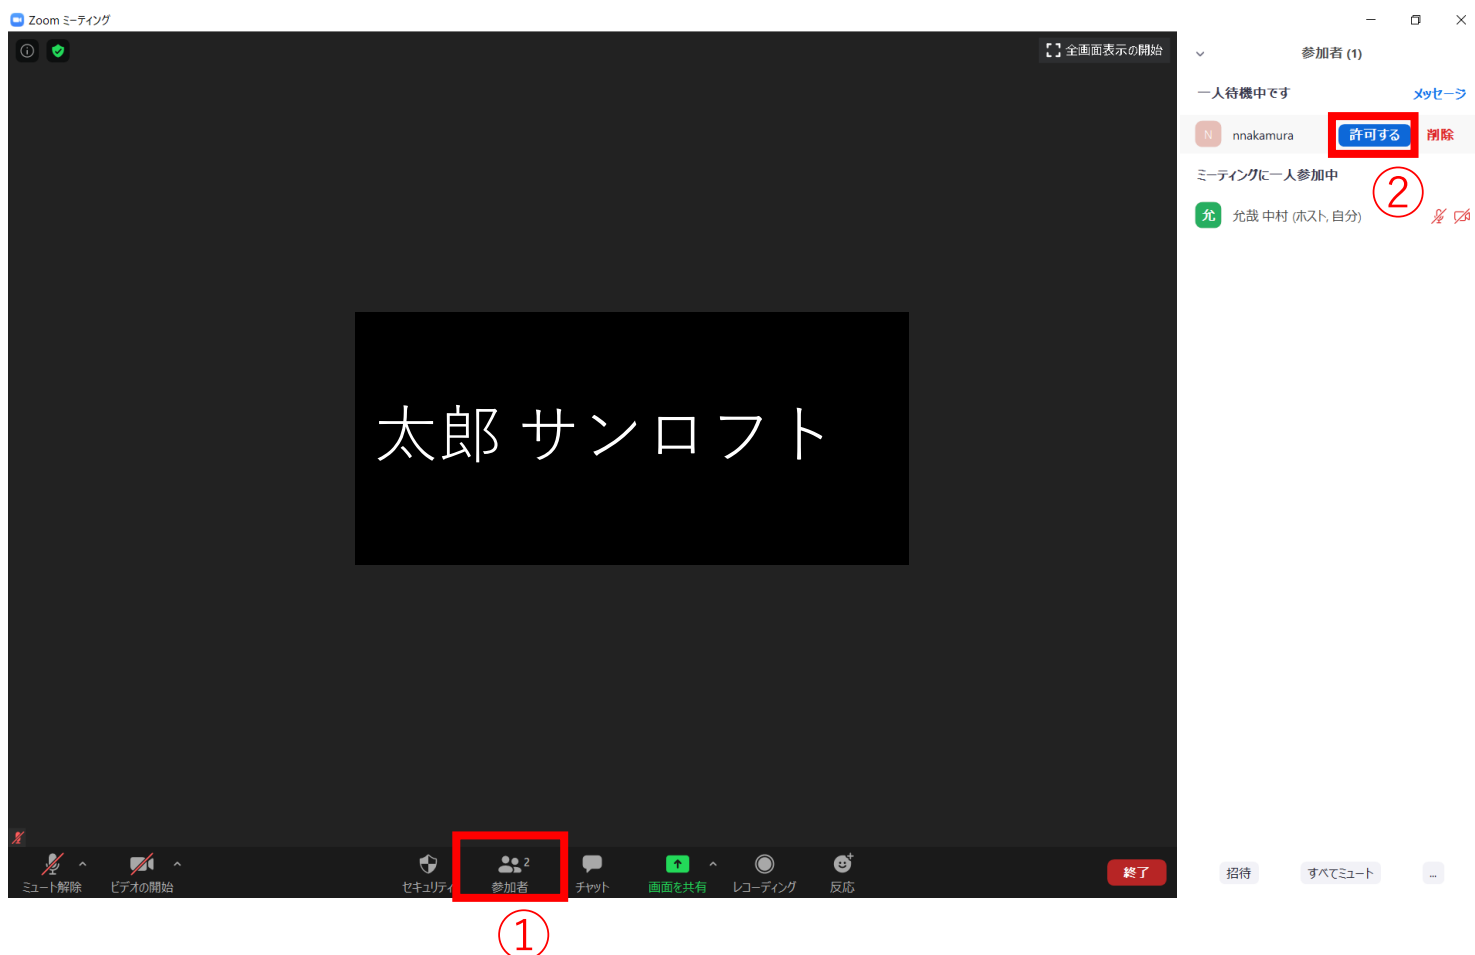 Zoom ミーティング
全画面表示の開始
参加者 (1)
一人待機中です
メッセージ
N
nnakamura
許可する
削除
②
ミーティングに一人参加中
允
允哉 中村 (ホスト, 自分)
太郎 サンロフト
ミュート解除
ビデオの開始
セキュリティ
2
参加者
チャット
画面を共有
レコーディング
反応
終了
招待
すべてミュート
...
①